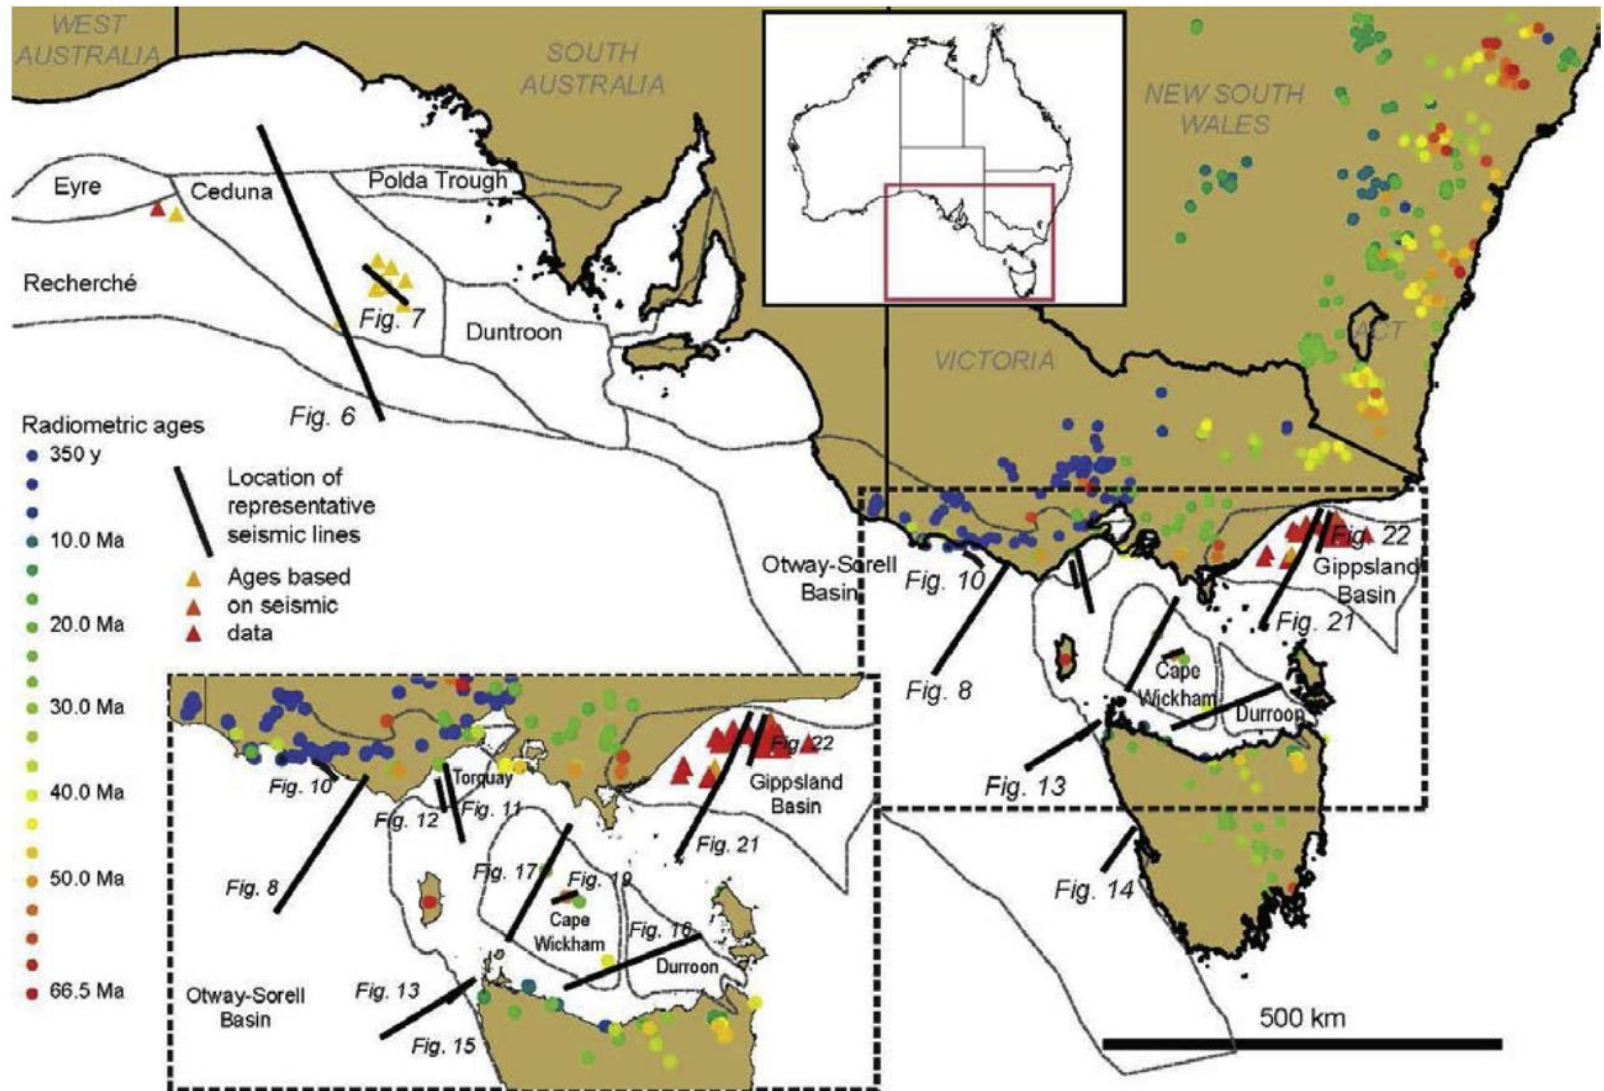 WEST
AUSTRALIA
SOUTH
AUSTRALIA
NEW SOUTH
WALES
Eyre
Ceduna
Polda Trough
Recherché
Fig. 7
Duntroon
ACT
VICTORIA
Fig. 6
Radiometric ages
350 y
10.0 Ma
20.0 Ma
30.0 Ma
40.0 Ma
50.0 Ma
66.5 Ma
Location of
representative
seismic lines
Ages based
on seismic
data
Otway-Sorell
Basin
Fig. 10
Fig. 22
Gippsland
Basin
Fig. 21
Fig. 8
Cape
Wickham
Durroon
Fig. 13
Fig. 14
500 km
Fig. 10
Torquay
Fig. 11
Fig. 12
Fig. 22
Gippsland
Basin
Fig. 21
Fig. 8
Fig. 17
Fig. 19
Cape
Wickham
Fig. 16
Durroon
Fig. 13
Otway-Sorell
Basin
Fig. 15